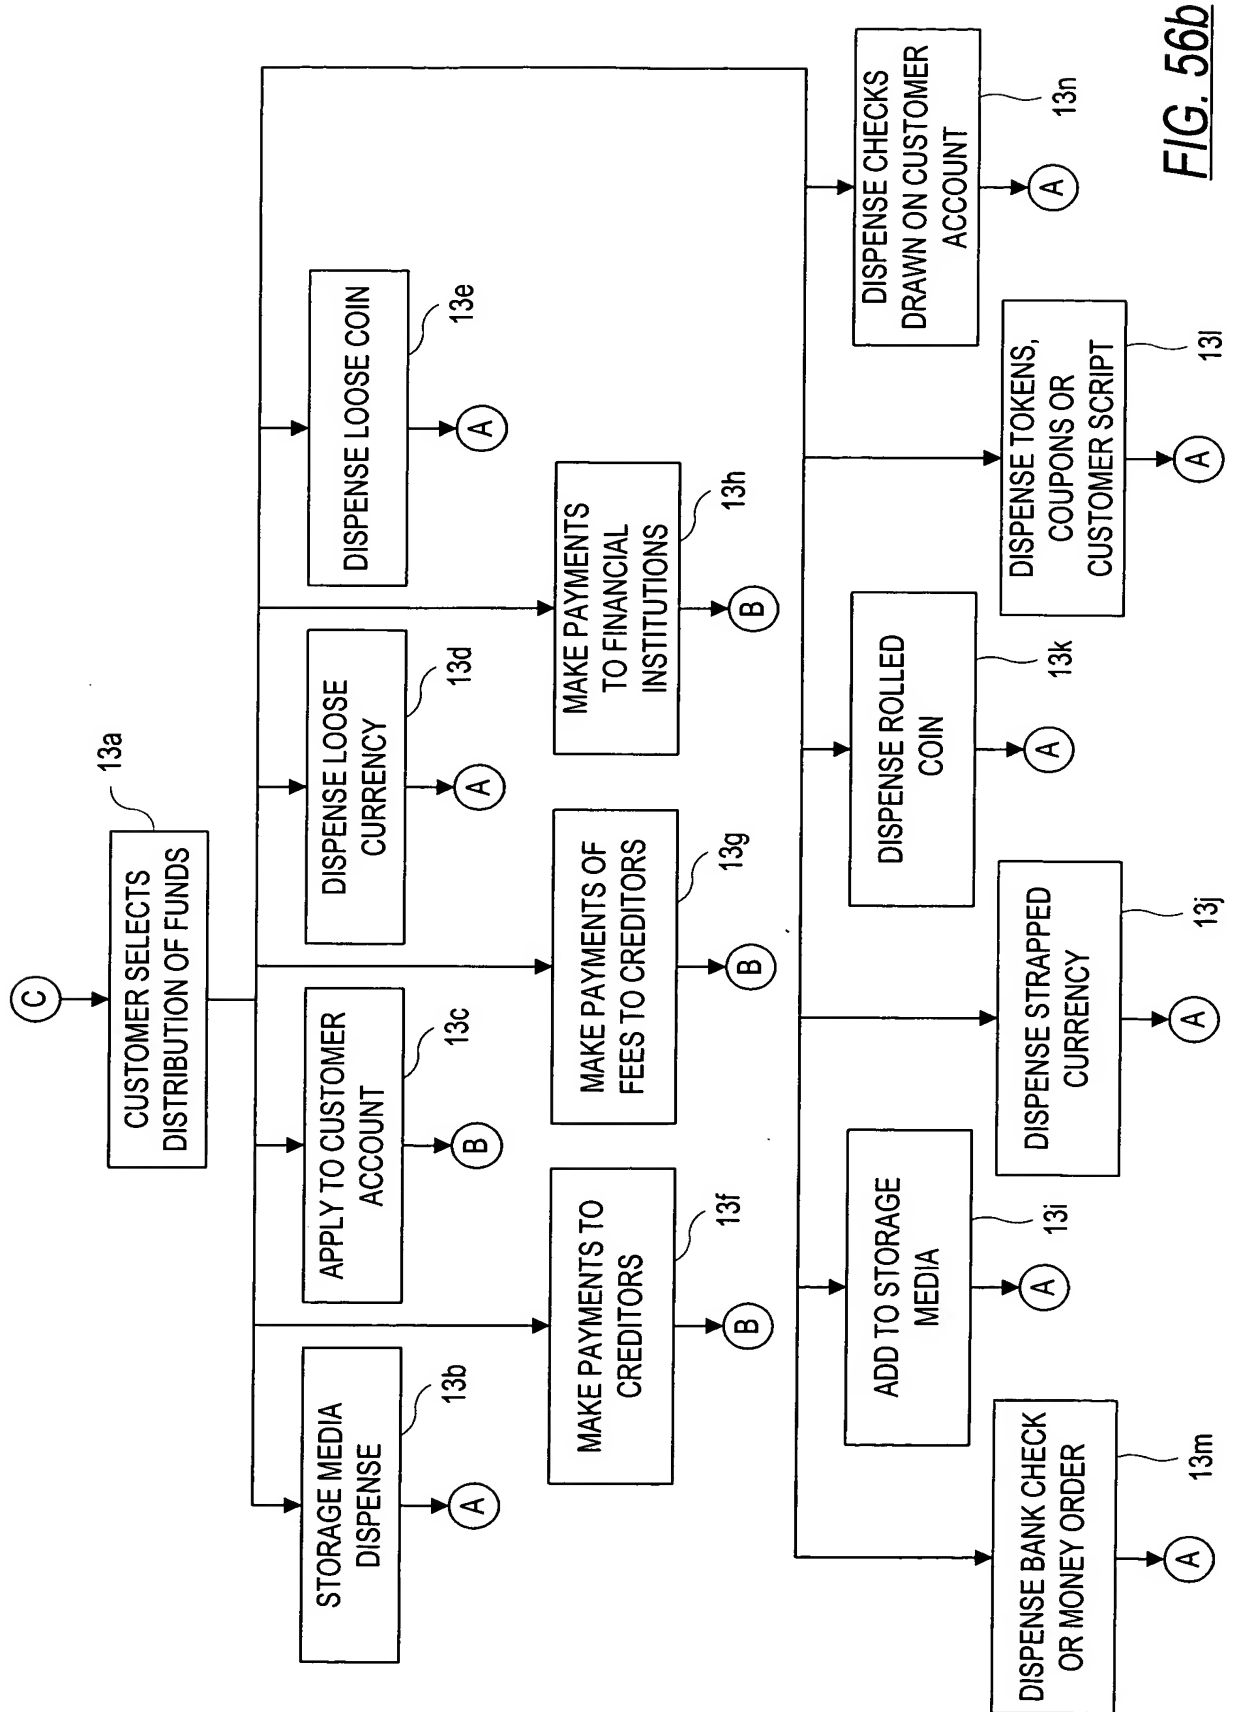 C
13a
CUSTOMER SELECTS
DISTRIBUTION OF FUNDS
STORAGE MEDIA
DISPENSE
13b
A
APPLY TO CUSTOMER
ACCOUNT
13c
B
DISPENSE LOOSE
CURRENCY
13d
A
DISPENSE LOOSE COIN
13e
A
MAKE PAYMENTS TO
CREDITORS
13f
B
MAKE PAYMENTS OF
FEES TO CREDITORS
13g
B
MAKE PAYMENTS
TO FINANCIAL
INSTITUTIONS
13h
B
ADD TO STORAGE
MEDIA
13i
A
DISPENSE ROLLED
COIN
13k
A
DISPENSE CHECKS
DRAWN ON CUSTOMER
ACCOUNT
13n
A
DISPENSE BANK CHECK
OR MONEY ORDER
13m
A
DISPENSE STRAPPED
CURRENCY
13j
A
DISPENSE TOKENS,
COUPONS OR
CUSTOMER SCRIPT
13l
A
FIG. 56b